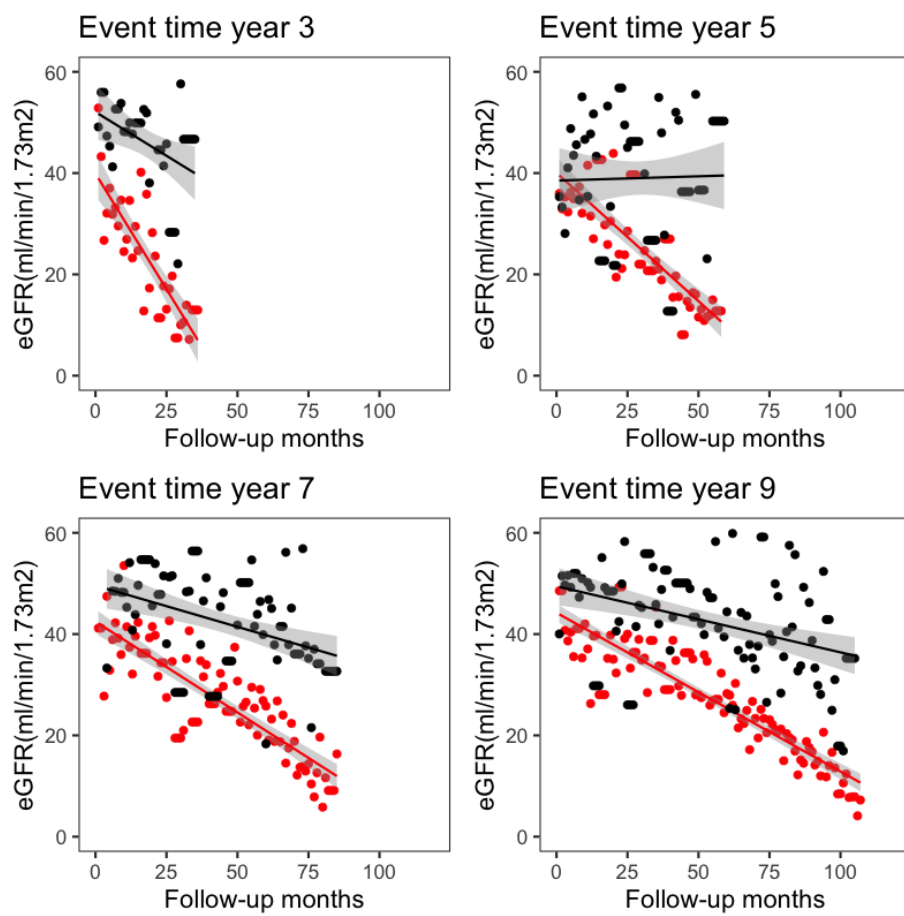 Event time year 3
Event time year 5
eGFR(ml/min/1.73m2)
60
40
20
0
0 25 50 75 100
Follow-up months
eGFR(ml/min/1.73m2)
60
40
20
0
0 25 50 75 100
Follow-up months
Event time year 7
Event time year 9
eGFR(ml/min/1.73m2)
60
40
20
0
0 25 50 75 100
Follow-up months
eGFR(ml/min/1.73m2)
60
40
20
0
0 25 50 75 100
Follow-up months